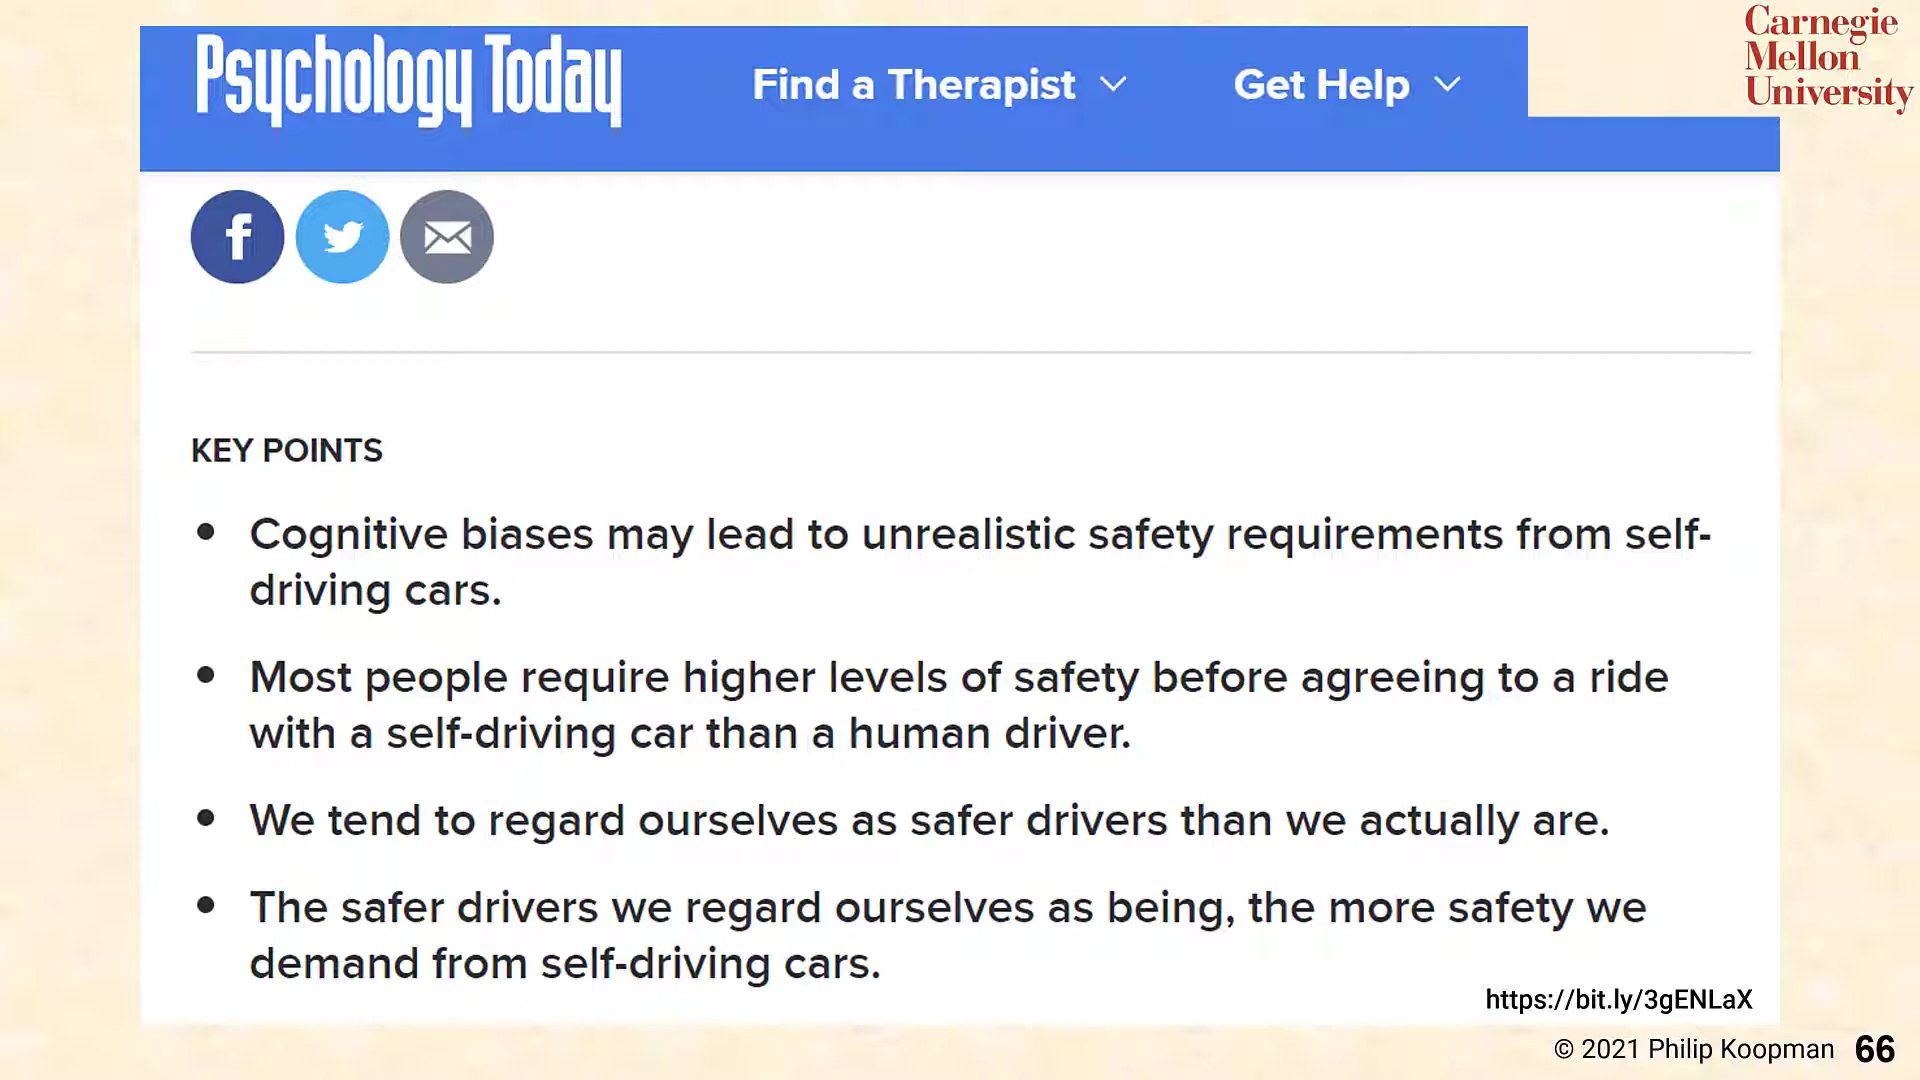 Carnegie
Mellon
University
Psychology Today
Find a Therapist
Get Help
KEY POINTS
Cognitive biases may lead to unrealistic safety requirements from self-
driving cars.
Most people require higher levels of safety before agreeing to a ride
with a self-driving car than a human driver.
We tend to regard ourselves as safer drivers than we actually are.
The safer drivers we regard ourselves as being, the more safety we
demand from self-driving cars.
https://bit.ly/3gENLaX
© 2021 Philip Koopman 66